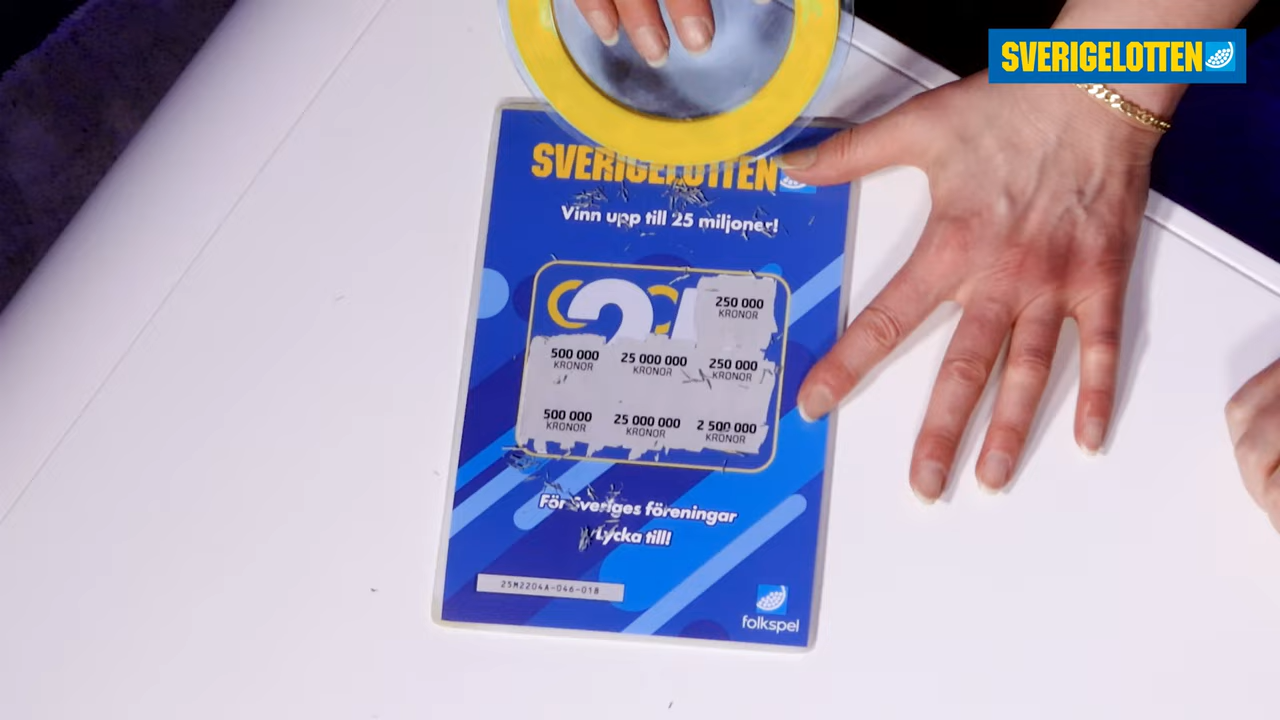 SVERIGELOTTEN
SVERIGELOTTEN
Vinn upp till 25 miljoner!
250 000
KRONOR
500 000 25 000 000 250 000
KRONOR KRONOR KRONOR
500 000 25 000 000 2 500 000
KRONOR KRONOR KRONOR
För Sveriges föreningar
Lycka till!
25M2204A-046-018
folkspel